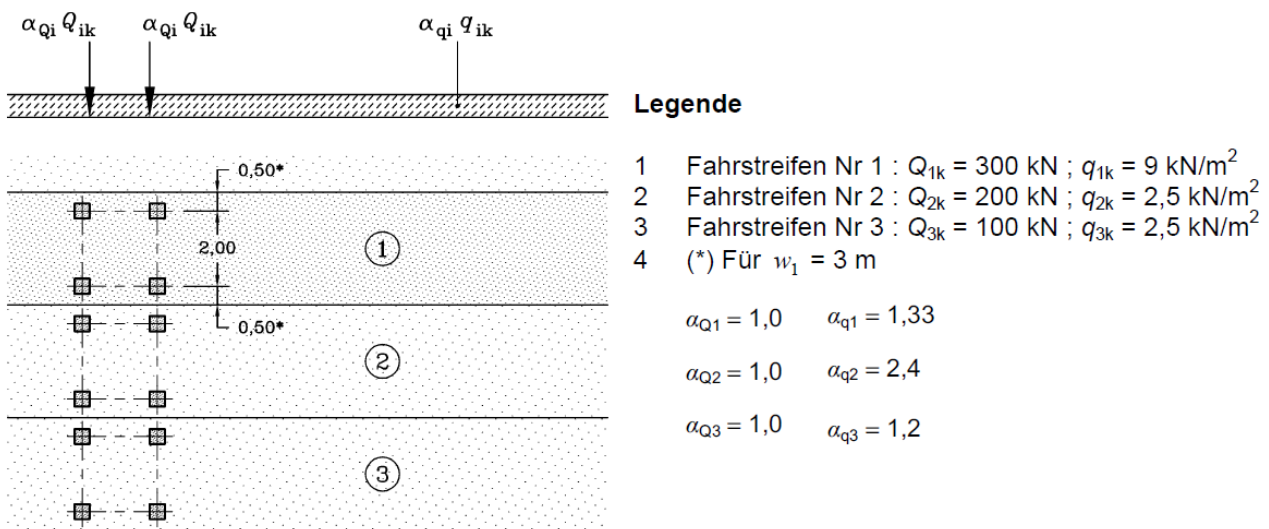 α_Qi Q_ik α_Qi Q_ik α_qi q_ik
Legende
0,50*
2,00
0,50*
1
2
3
1 Fahrstreifen Nr 1 : Q_1k = 300 kN ; q_1k = 9 kN/m²
2 Fahrstreifen Nr 2 : Q_2k = 200 kN ; q_2k = 2,5 kN/m²
3 Fahrstreifen Nr 3 : Q_3k = 100 kN ; q_3k = 2,5 kN/m²
4 (*) Für w_1 = 3 m
α_Q1 = 1,0 α_q1 = 1,33
α_Q2 = 1,0 α_q2 = 2,4
α_Q3 = 1,0 α_q3 = 1,2